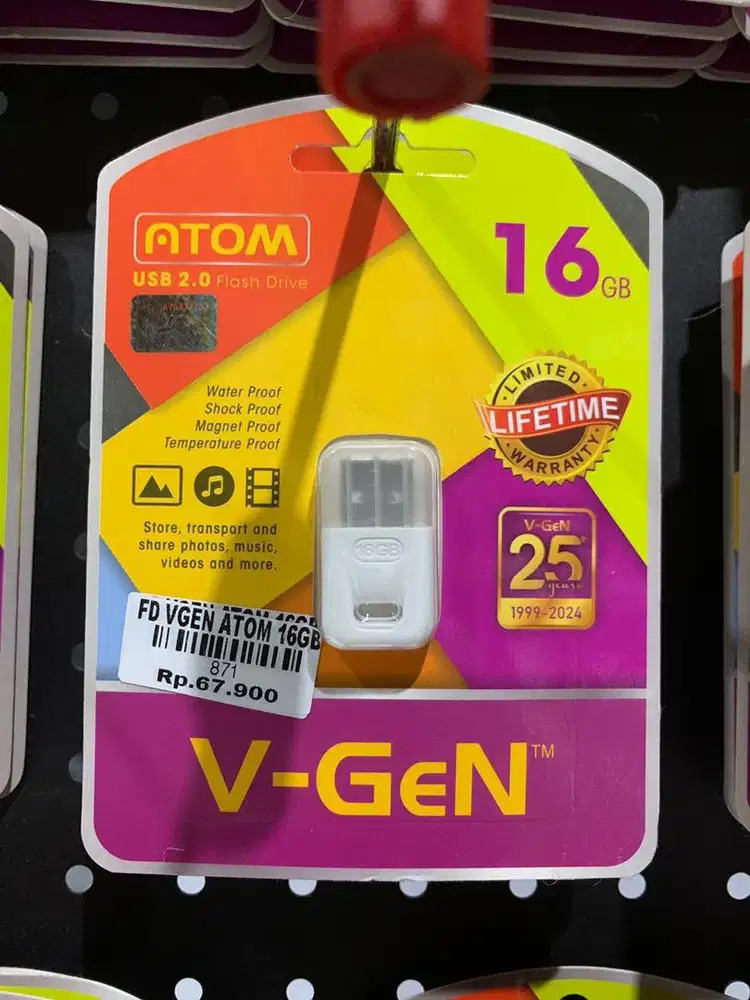 ATOM
USB 2.0 Flash Drive
16GB
Water Proof
Shock Proof
Magnet Proof
Temperature Proof
LIMITED
LIFETIME
WARRANTY
Store, transport and
share photos, music,
videos and more.
16GB
V-GeN
25
years
1999-2024
FD VGEN ATOM 16GB
871
Rp.67.900
V-GeN™